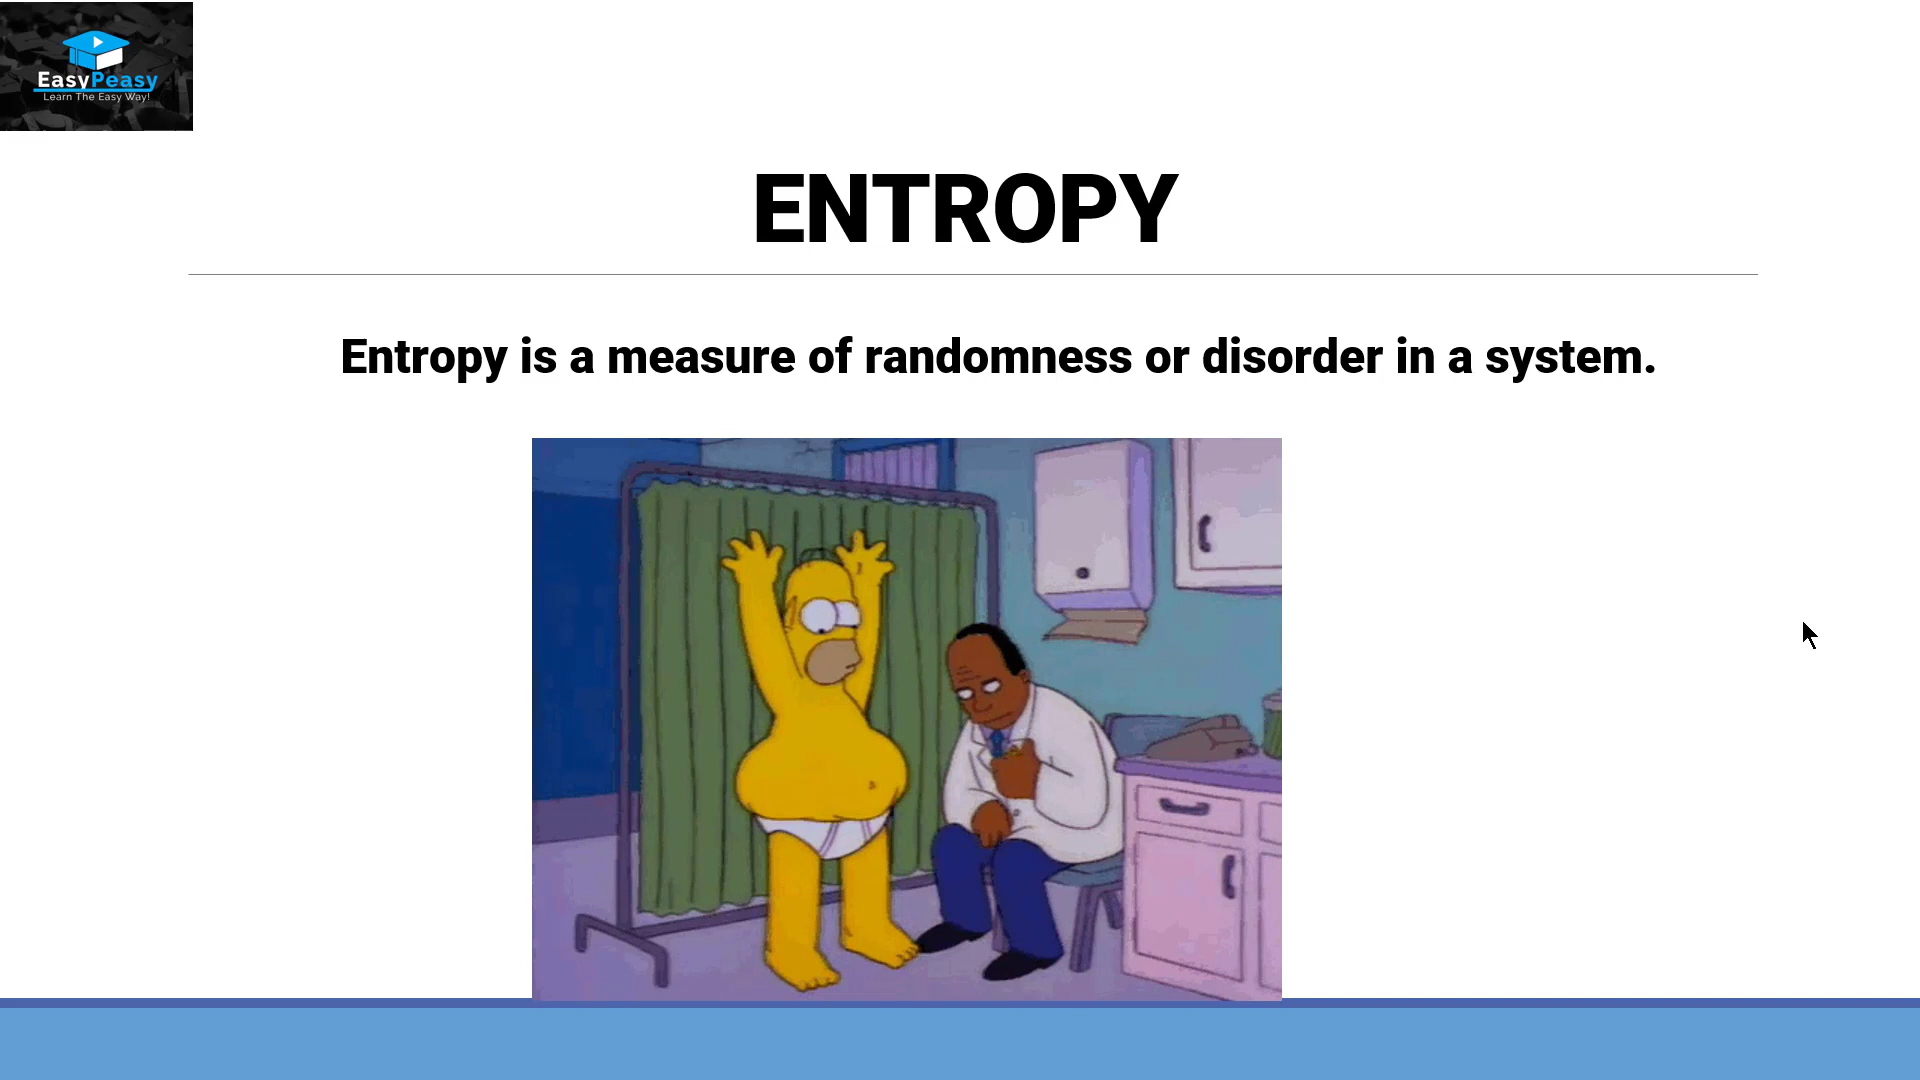 EasyPeasy
Learn The Easy Way!
ENTROPY
Entropy is a measure of randomness or disorder in a system.